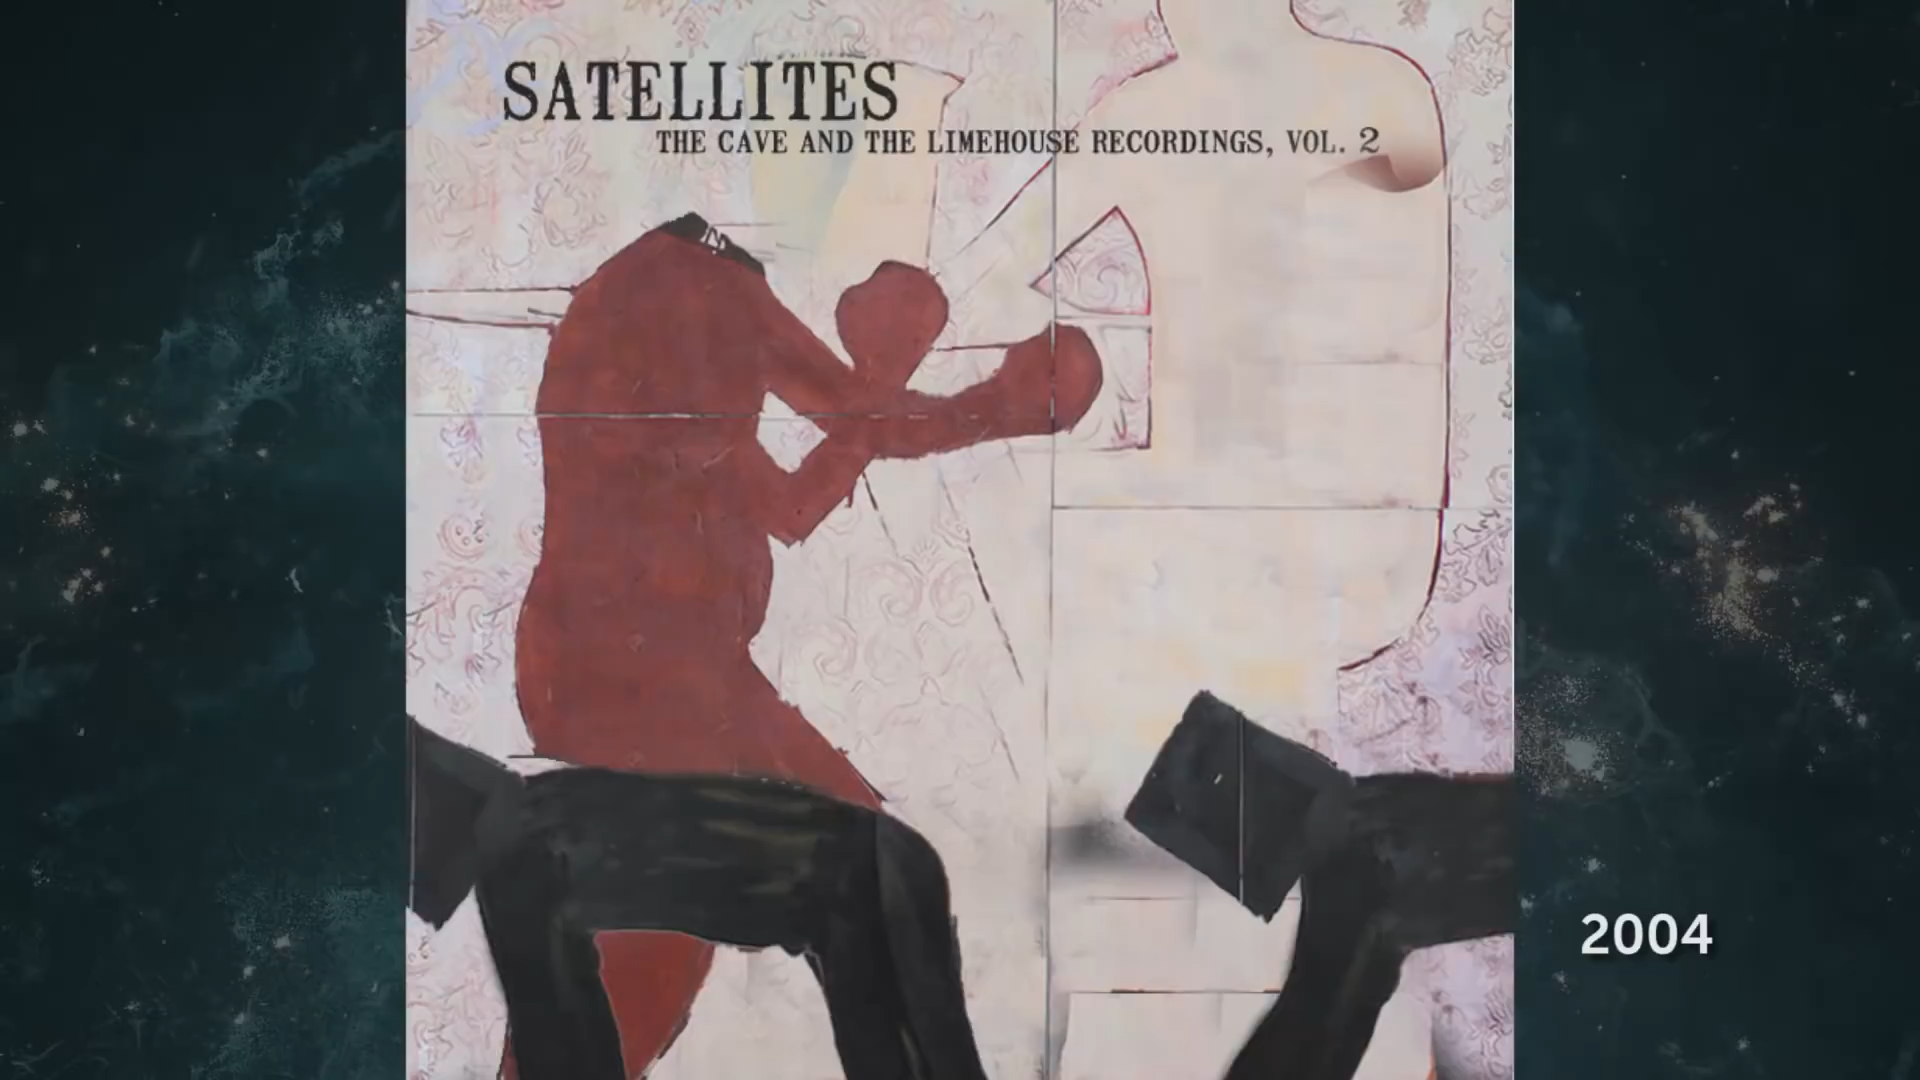 SATELLITES
THE CAVE AND THE LIMEHOUSE RECORDINGS, VOL. 2
2004